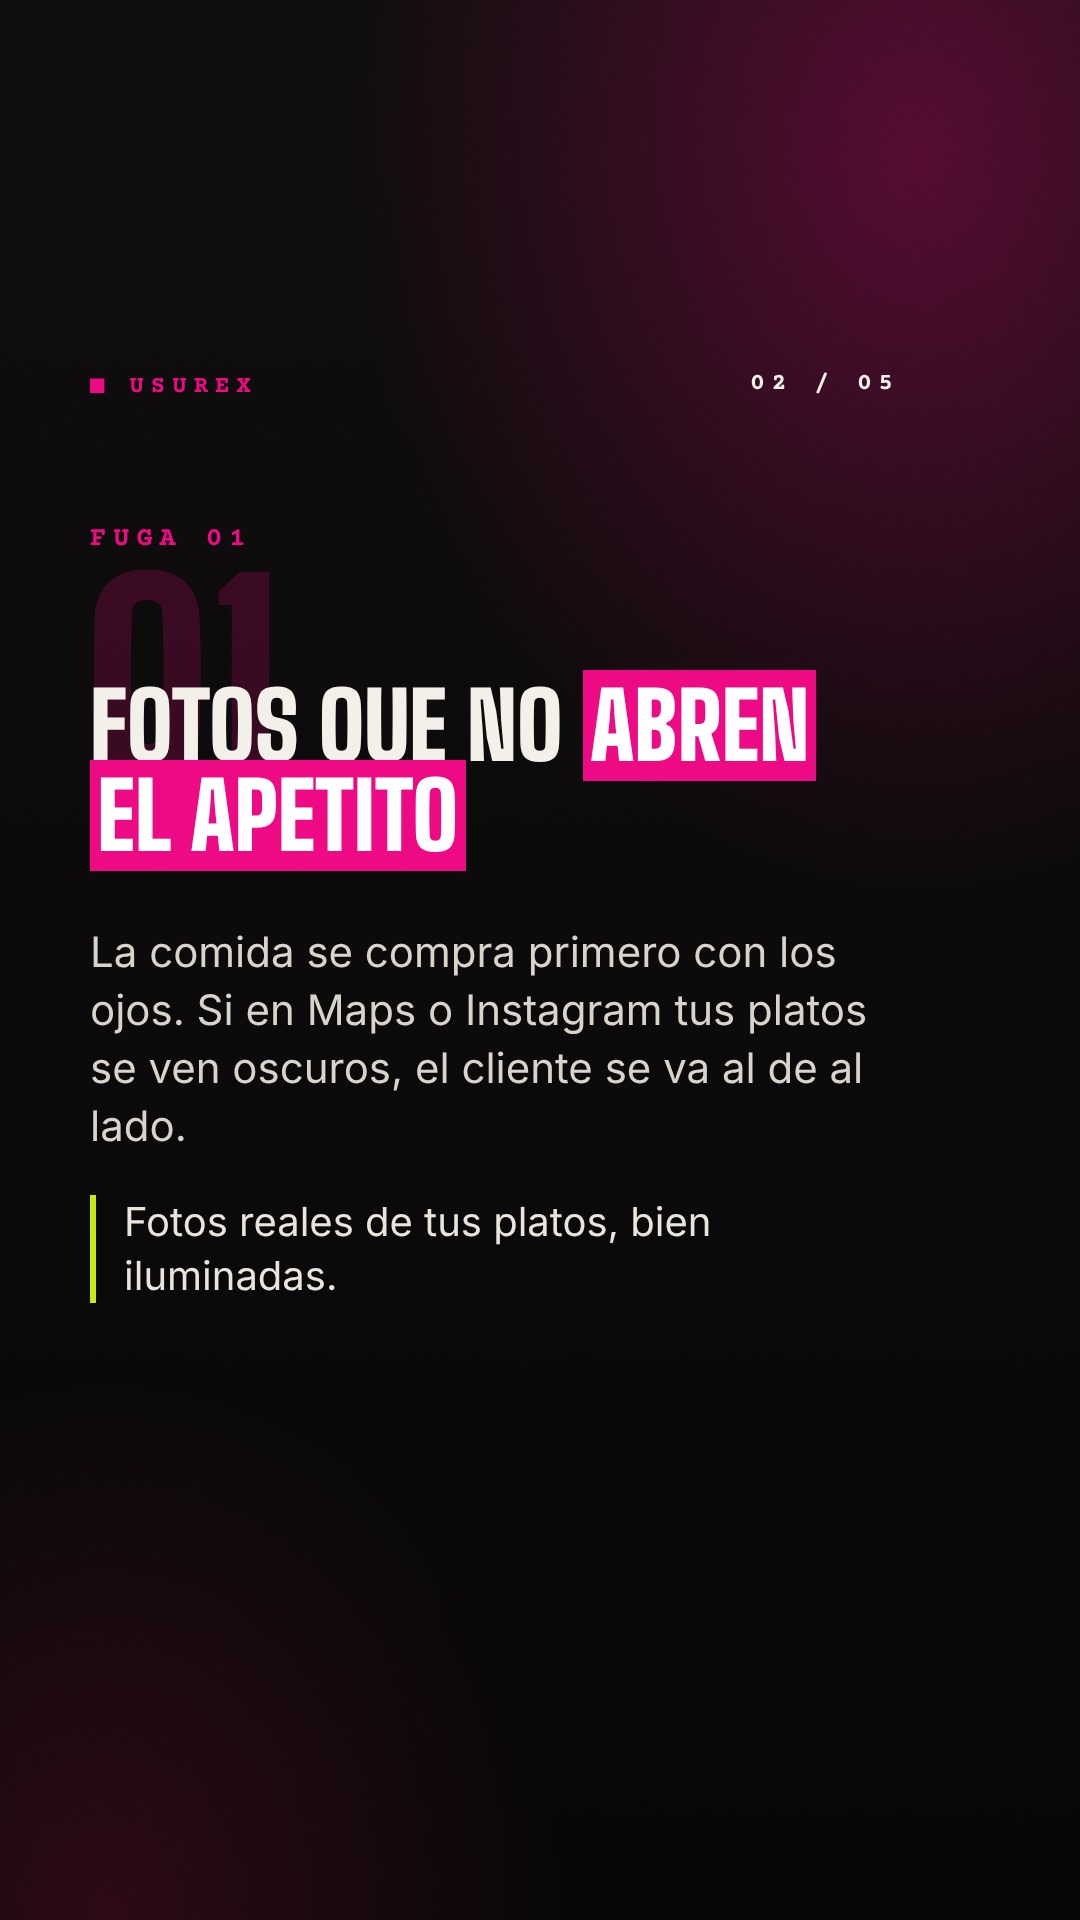 USUREX
02 / 05
FUGA 01
01
FOTOS QUE NO ABREN
EL APETITO
La comida se compra primero con los
ojos. Si en Maps o Instagram tus platos
se ven oscuros, el cliente se va al de al
lado.
Fotos reales de tus platos, bien
iluminadas.